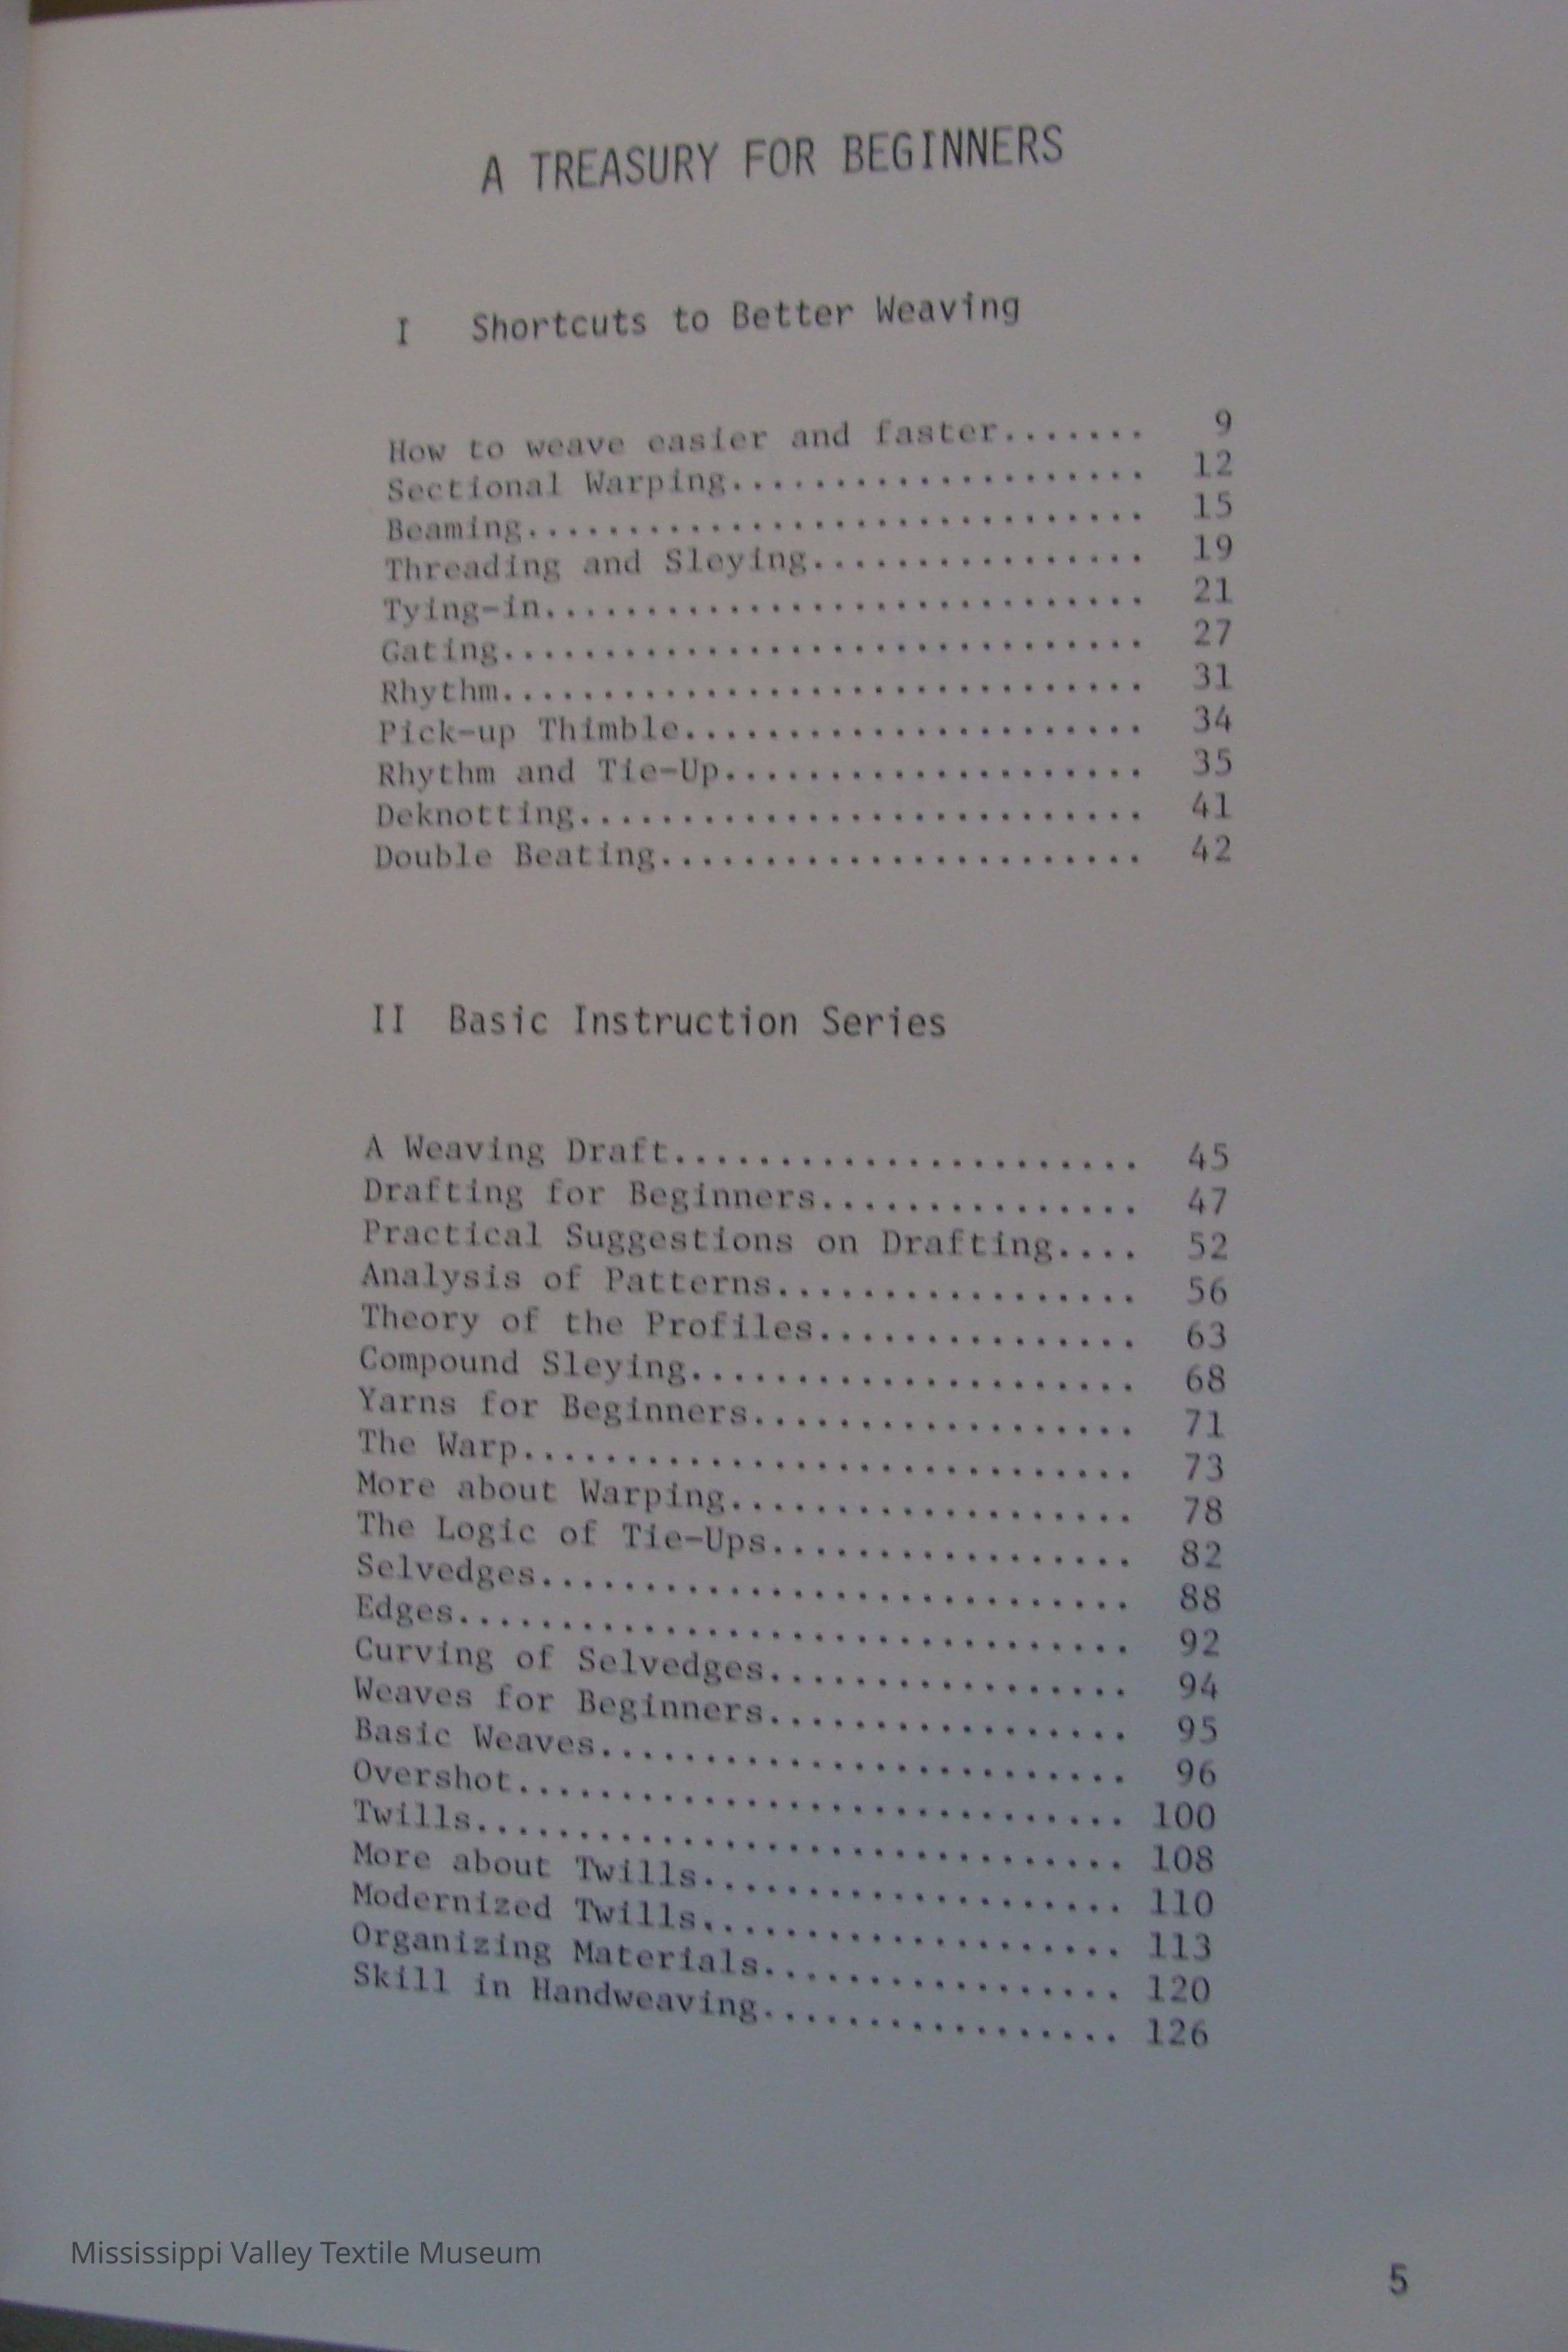 A TREASURY FOR BEGINNERS
I Shortcuts to Better Weaving
How to weave easier and faster....... 9
Sectional Warping.................... 12
Beaming.............................. 15
Threading and Sleying................ 19
Tying-in............................. 21
Gating............................... 27
Rhythm............................... 31
Pick-up Thimble...................... 34
Rhythm and Tie-Up.................... 35
Deknotting........................... 41
Double Beating....................... 42
II Basic Instruction Series
A Weaving Draft....................... 45
Drafting for Beginners................ 47
Practical Suggestions on Drafting.... 52
Analysis of Patterns.................. 56
Theory of the Profiles................ 63
Compound Sleying...................... 68
Yarns for Beginners................... 71
The Warp.............................. 73
More about Warping.................... 78
The Logic of Tie-Ups.................. 82
Selvedges............................. 88
Edges................................. 92
Curving of Selvedges.................. 94
Weaves for Beginners.................. 95
Basic Weaves.......................... 96
Overshot.............................. 100
Twills................................ 108
More about Twills..................... 110
Modernized Twills..................... 113
Organizing Materials.................. 120
Skill in Handweaving.................. 126
Mississippi Valley Textile Museum
5